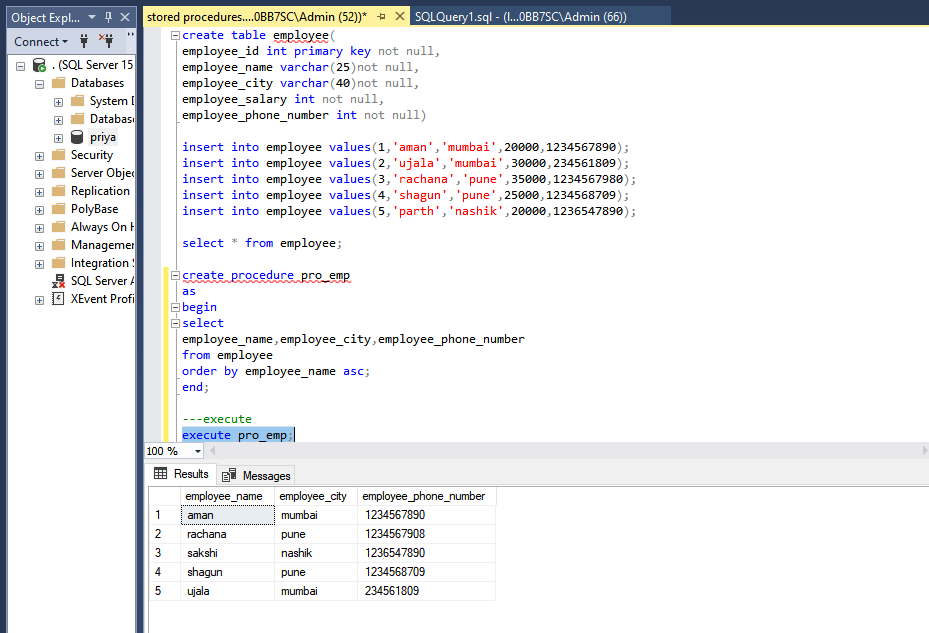 Object Expl...
stored procedures....0BB7SC\Admin (52))*
SQLQuery1.sql - (l...0BB7SC\Admin (66))
Connect
. (SQL Server 15
Databases
System D
Databas
priya
Security
Server Objec
Replication
PolyBase
Always On H
Managemer
Integration S
SQL Server A
XEvent Profi
create table employee(
employee_id int primary key not null,
employee_name varchar(25)not null,
employee_city varchar(40)not null,
employee_salary int not null,
employee_phone_number int not null)
insert into employee values(1,'aman','mumbai',20000,1234567890);
insert into employee values(2,'ujala','mumbai',30000,234561809);
insert into employee values(3,'rachana','pune',35000,1234567980);
insert into employee values(4,'shagun','pune',25000,1234568709);
insert into employee values(5,'parth','nashik',20000,1236547890);
select * from employee;
create procedure pro_emp
as
begin
select
employee_name,employee_city,employee_phone_number
from employee
order by employee_name asc;
end;
---execute
execute pro_emp;
100 %
Results Messages
employee_name employee_city employee_phone_number
1 aman mumbai 1234567890
2 rachana pune 1234567908
3 sakshi nashik 1236547890
4 shagun pune 1234568709
5 ujala mumbai 234561809